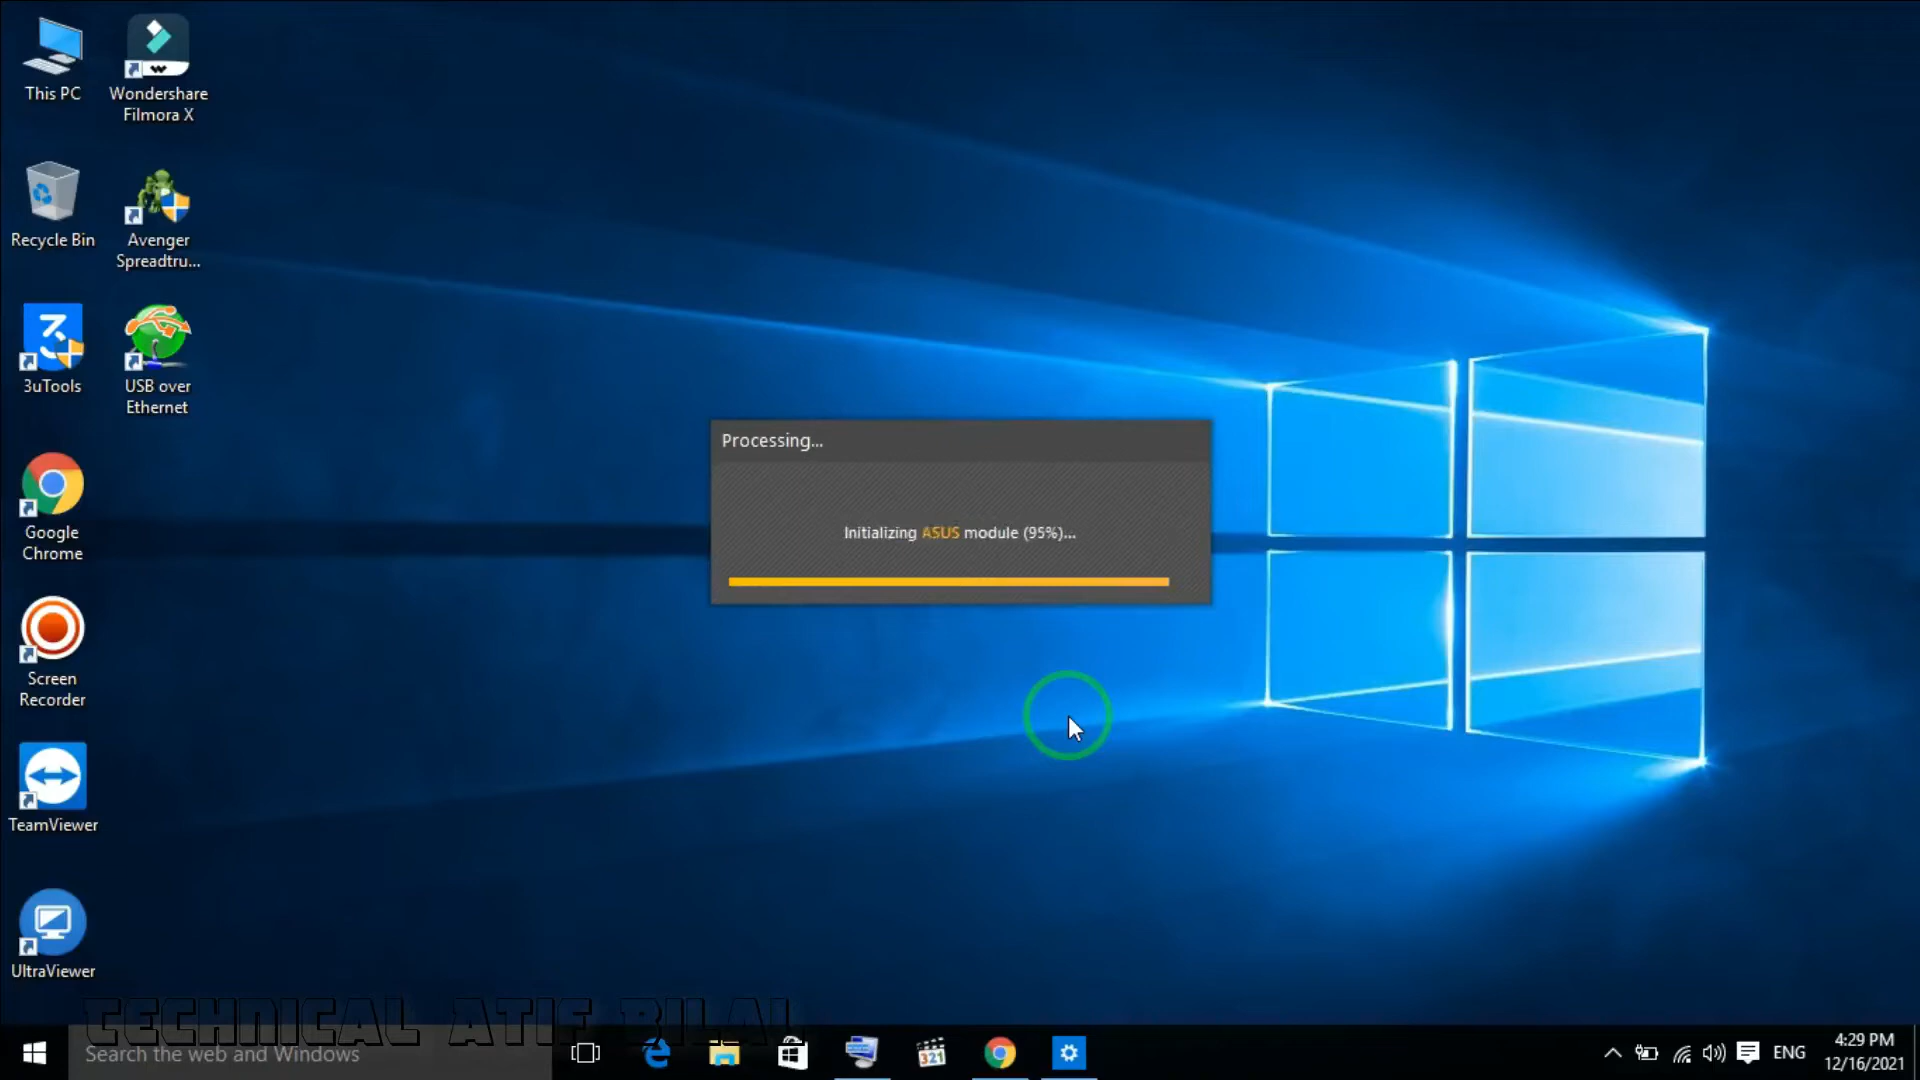 This PC
Wondershare
Filmora X
Recycle Bin
Avenger
Spreadtru...
3uTools
USB over
Ethernet
Google
Chrome
Screen
Recorder
TeamViewer
UltraViewer
Processing...
Initializing ASUS module (95%)...
TECHNICAL ATIF BILAL
Search the web and Windows
321
ENG
4:29 PM
12/16/2021